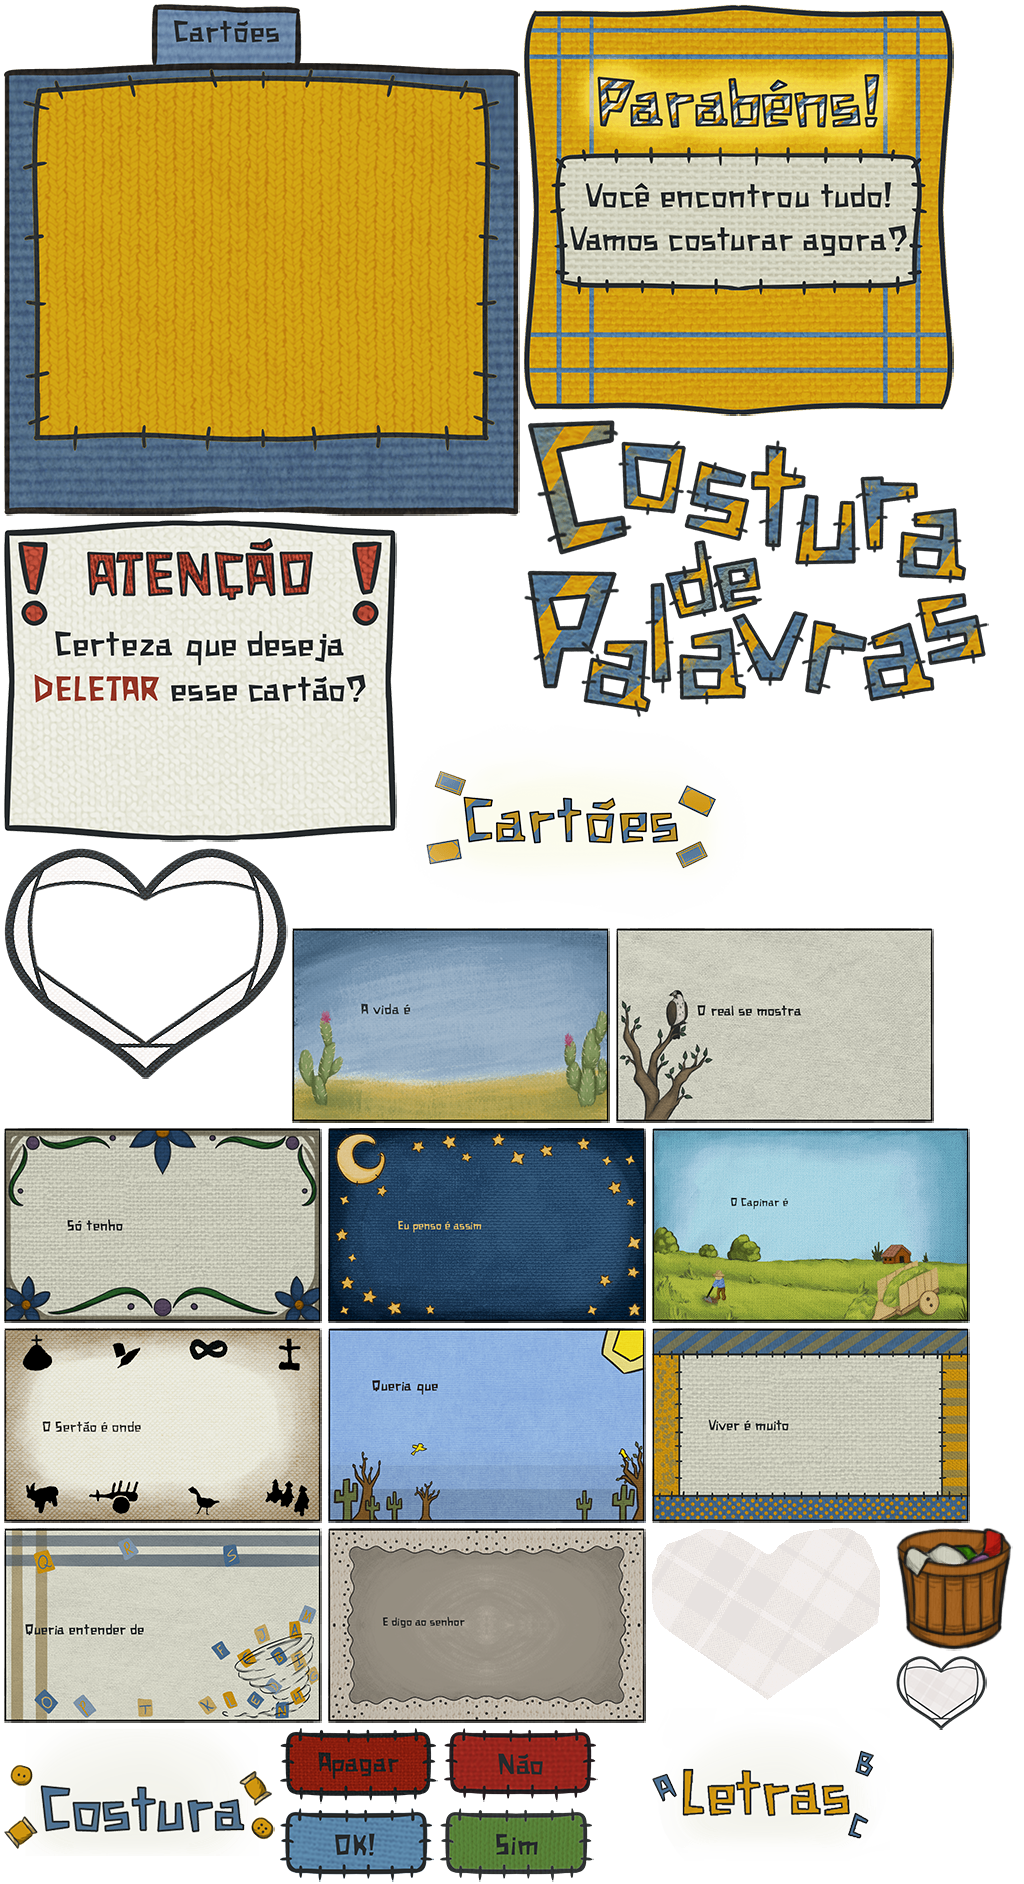 Cartões
Parabéns!
Você encontrou tudo!
Vamos costurar agora?
Costura
de
Palavras
ATENÇÃO
Certeza que deseja
DELETAR esse cartão?
Cartões
A vida é
O real se mostra
Só tenho
Eu penso é assim
O Capinar é
O Sertão é onde
Queria que
Viver é muito
Queria entender de
E digo ao senhor
Costura
Apagar
Não
OK!
Sim
A Letras B C